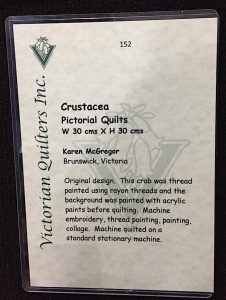 Victorian Quilters Inc.
152
Crustacea
Pictorial Quilts
W 30 cms X H 30 cms
Karen McGregor
Brunswick, Victoria
Original design. This crab was thread
painted using rayon threads and the
background was painted with acrylic
paints before quilting. Machine
embroidery, thread painting, painting,
collage. Machine quilted on a
standard stationary machine.